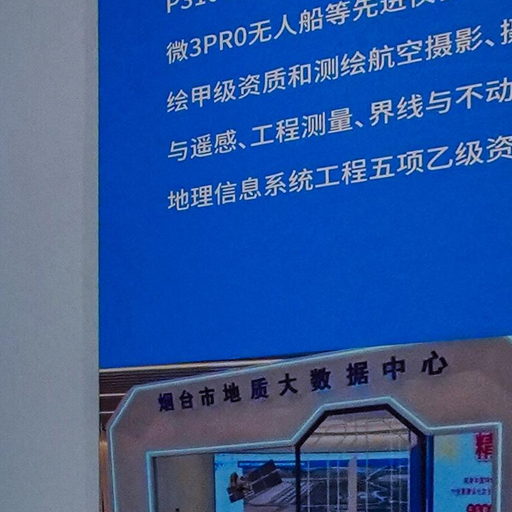 微3PRO无人船等先进
绘甲级资质和测绘航空摄影、
与遥感、工程测量、界线与不动
地理信息系统工程五项乙级资
烟台市地质大数据中心